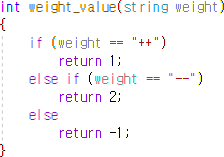 int weight_value(string weight)
{
    if (weight == "++")
        return 1;
    else if (weight == "--")
        return 2;
    else
        return -1;
}